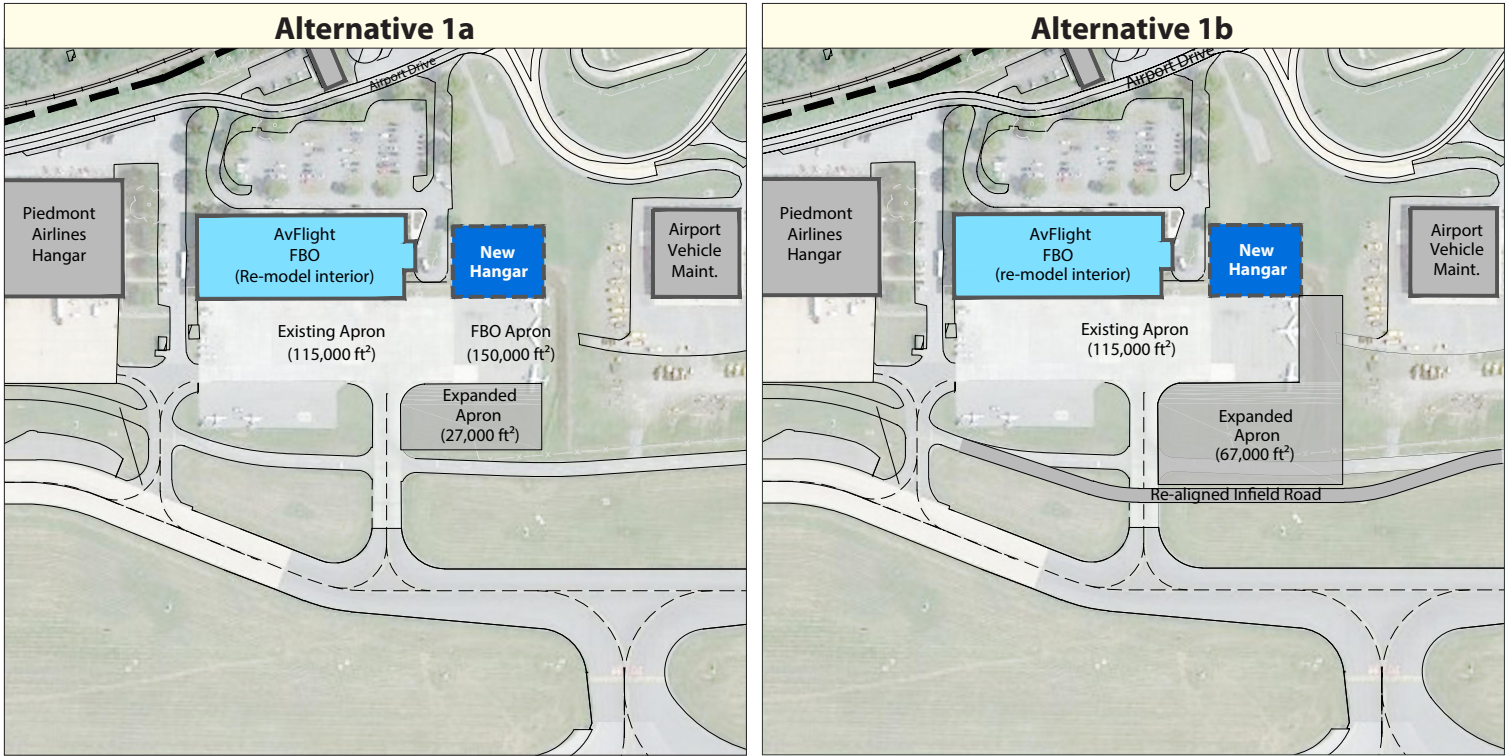 Alternative 1a
Airport Drive
Piedmont
Airlines
Hangar
AvFlight
FBO
(Re-model interior)
New
Hangar
Airport
Vehicle
Maint.
Existing Apron
(115,000 ft²)
FBO Apron
(150,000 ft²)
Expanded
Apron
(27,000 ft²)
Alternative 1b
Airport Drive
Piedmont
Airlines
Hangar
AvFlight
FBO
(re-model interior)
New
Hangar
Airport
Vehicle
Maint.
Existing Apron
(115,000 ft²)
Expanded
Apron
(67,000 ft²)
Re-aligned Infield Road